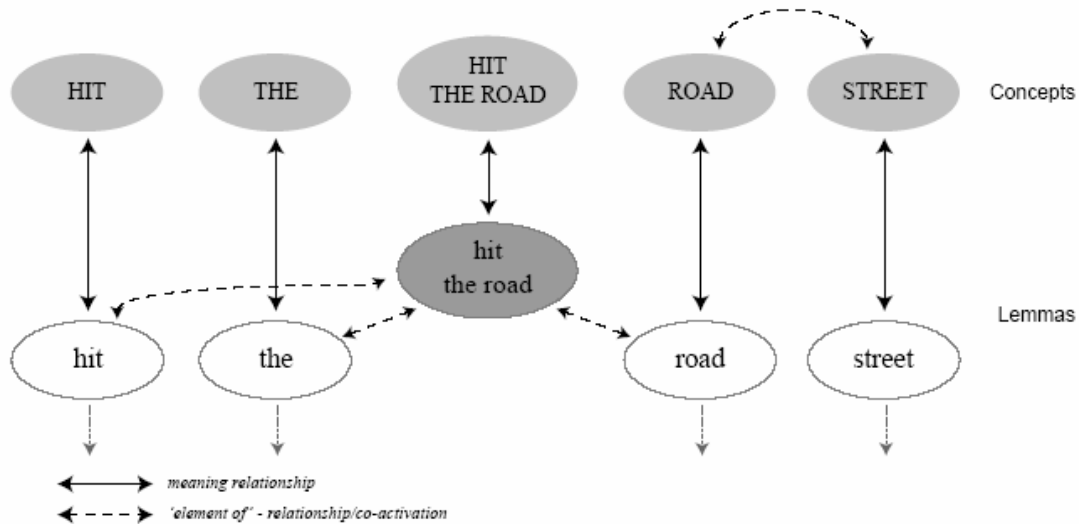 HIT
THE
HIT
THE ROAD
ROAD
STREET
Concepts
hit
the road
Lemmas
hit
the
road
street
meaning relationship
'element of' - relationship/co-activation